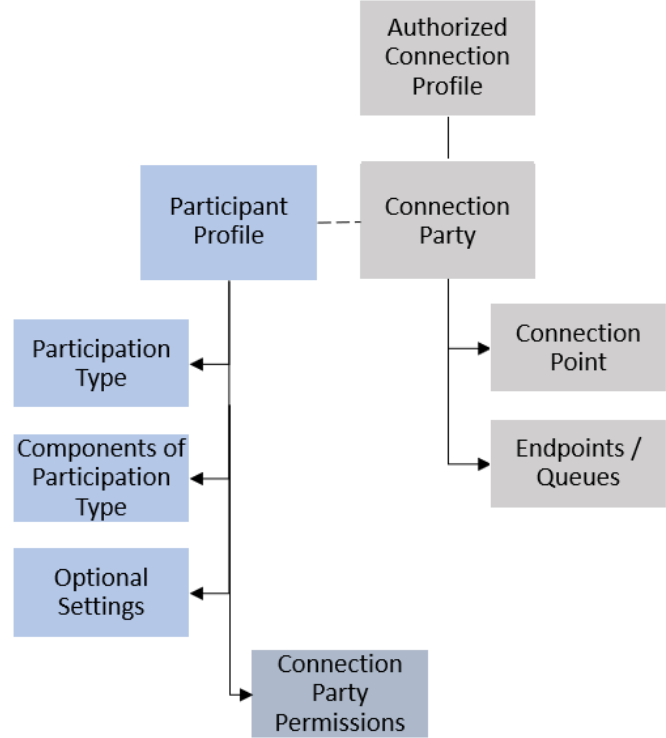 Authorized
Connection
Profile
Participant
Profile
Connection
Party
Participation
Type
Connection
Point
Components of
Participation
Type
Endpoints /
Queues
Optional
Settings
Connection
Party
Permissions